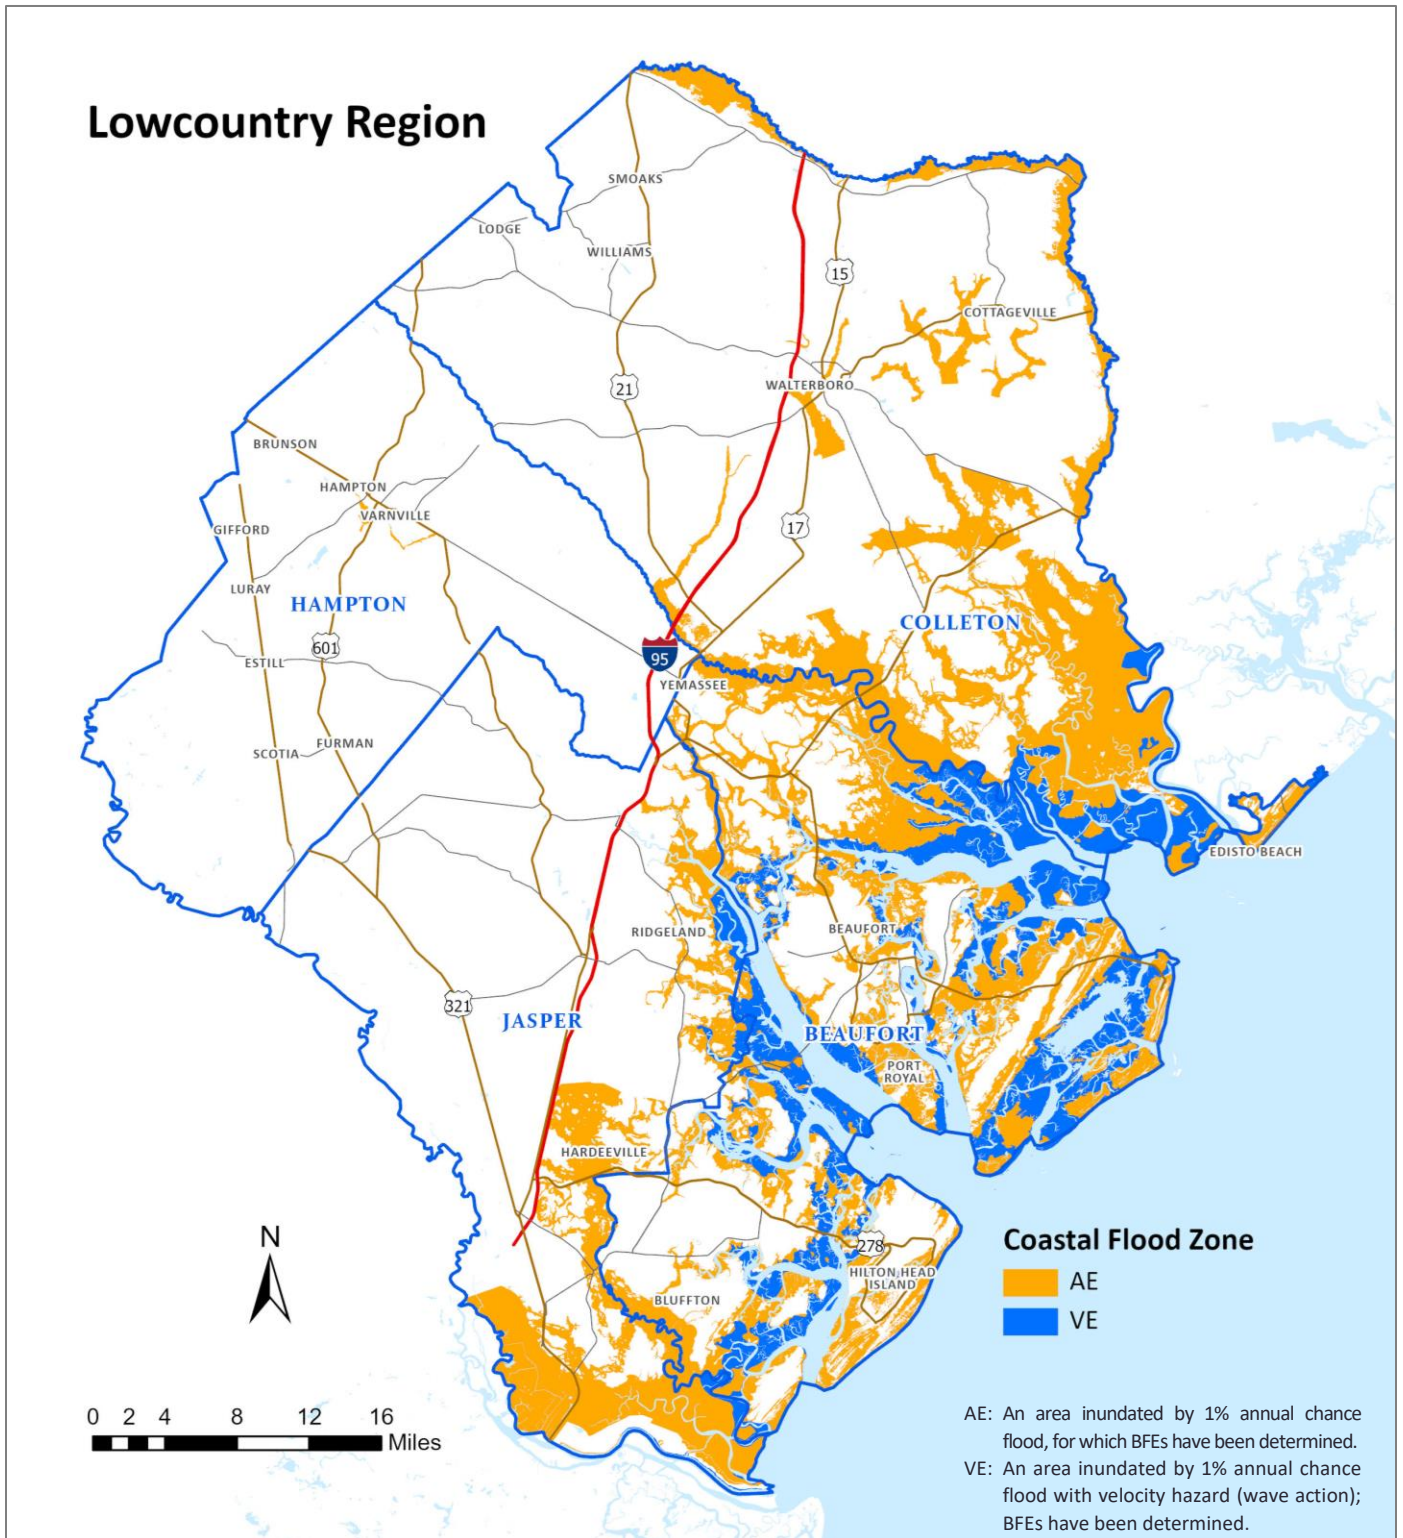 Lowcountry Region
SMOAKS
LODGE
WILLIAMS
15
COTTAGEVILLE
21
WALTERBORO
BRUNSON
HAMPTON
VARNVILLE
GIFFORD
17
LURAY
HAMPTON
COLLETON
601
95
ESTILL
YEMASSEE
FURMAN
SCOTIA
EDISTO BEACH
RIDGELAND
BEAUFORT
321
JASPER
BEAUFORT
PORT
ROYAL
HARDEEVILLE
278
HILTON HEAD
ISLAND
BLUFFTON
N
0 2 4 8 12 16
Miles
Coastal Flood Zone
AE
VE
AE: An area inundated by 1% annual chance
flood, for which BFEs have been determined.
VE: An area inundated by 1% annual chance
flood with velocity hazard (wave action);
BFEs have been determined.